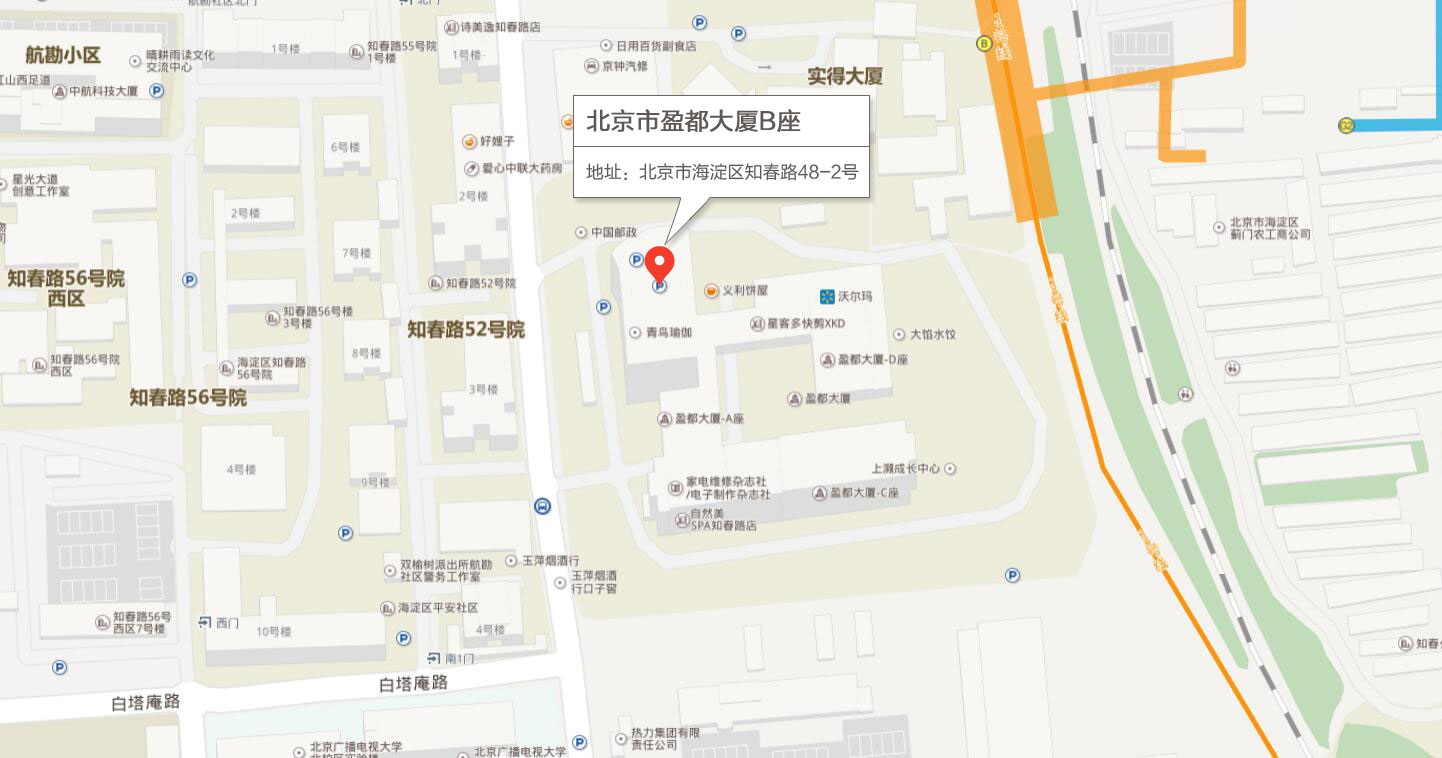 北门
航勘社区北门
诗美逸知春路店
1号楼
知春路55号院
1号楼
1号楼
日用百货副食店
京钟汽修
实得大厦
航勘小区
晴耕雨读文化
交流中心
江山西足道
中航科技大厦
P
P
P
B
G2
北京市盈都大厦B座
地址：北京市海淀区知春路48-2号
6号楼
好嫂子
爱心中联大药房
2号楼
星光大道
创意工作室
2号楼
7号楼
中国邮政
北京市海淀区
蓟门农工商公司
知春路56号院
西区
P
知春路52号院
P
P
P
义利饼屋
沃尔玛
知春路56号楼
3号楼
知春路52号院
青鸟瑜伽
星客多快剪XKD
大馅水饺
8号楼
知春路56号院
西区
海淀区知春路
56号院
盈都大厦-D座
知春路56号院
3号楼
盈都大厦
盈都大厦-A座
4号楼
9号楼
上濒成长中心
家电维修杂志社
/电子制作杂志社
盈都大厦-C座
自然美
SPA知春路店
P
双榆树派出所航勘
社区警务工作室
玉萍烟酒行
玉萍烟酒
行口子窖
P
海淀区平安社区
知春路56号
西区7号楼
西门
10号楼
4号楼
P
南1门
P
白塔庵路
白塔庵路
P
热力集团有限
责任公司
北京广播电视大学
北京广播电视大学